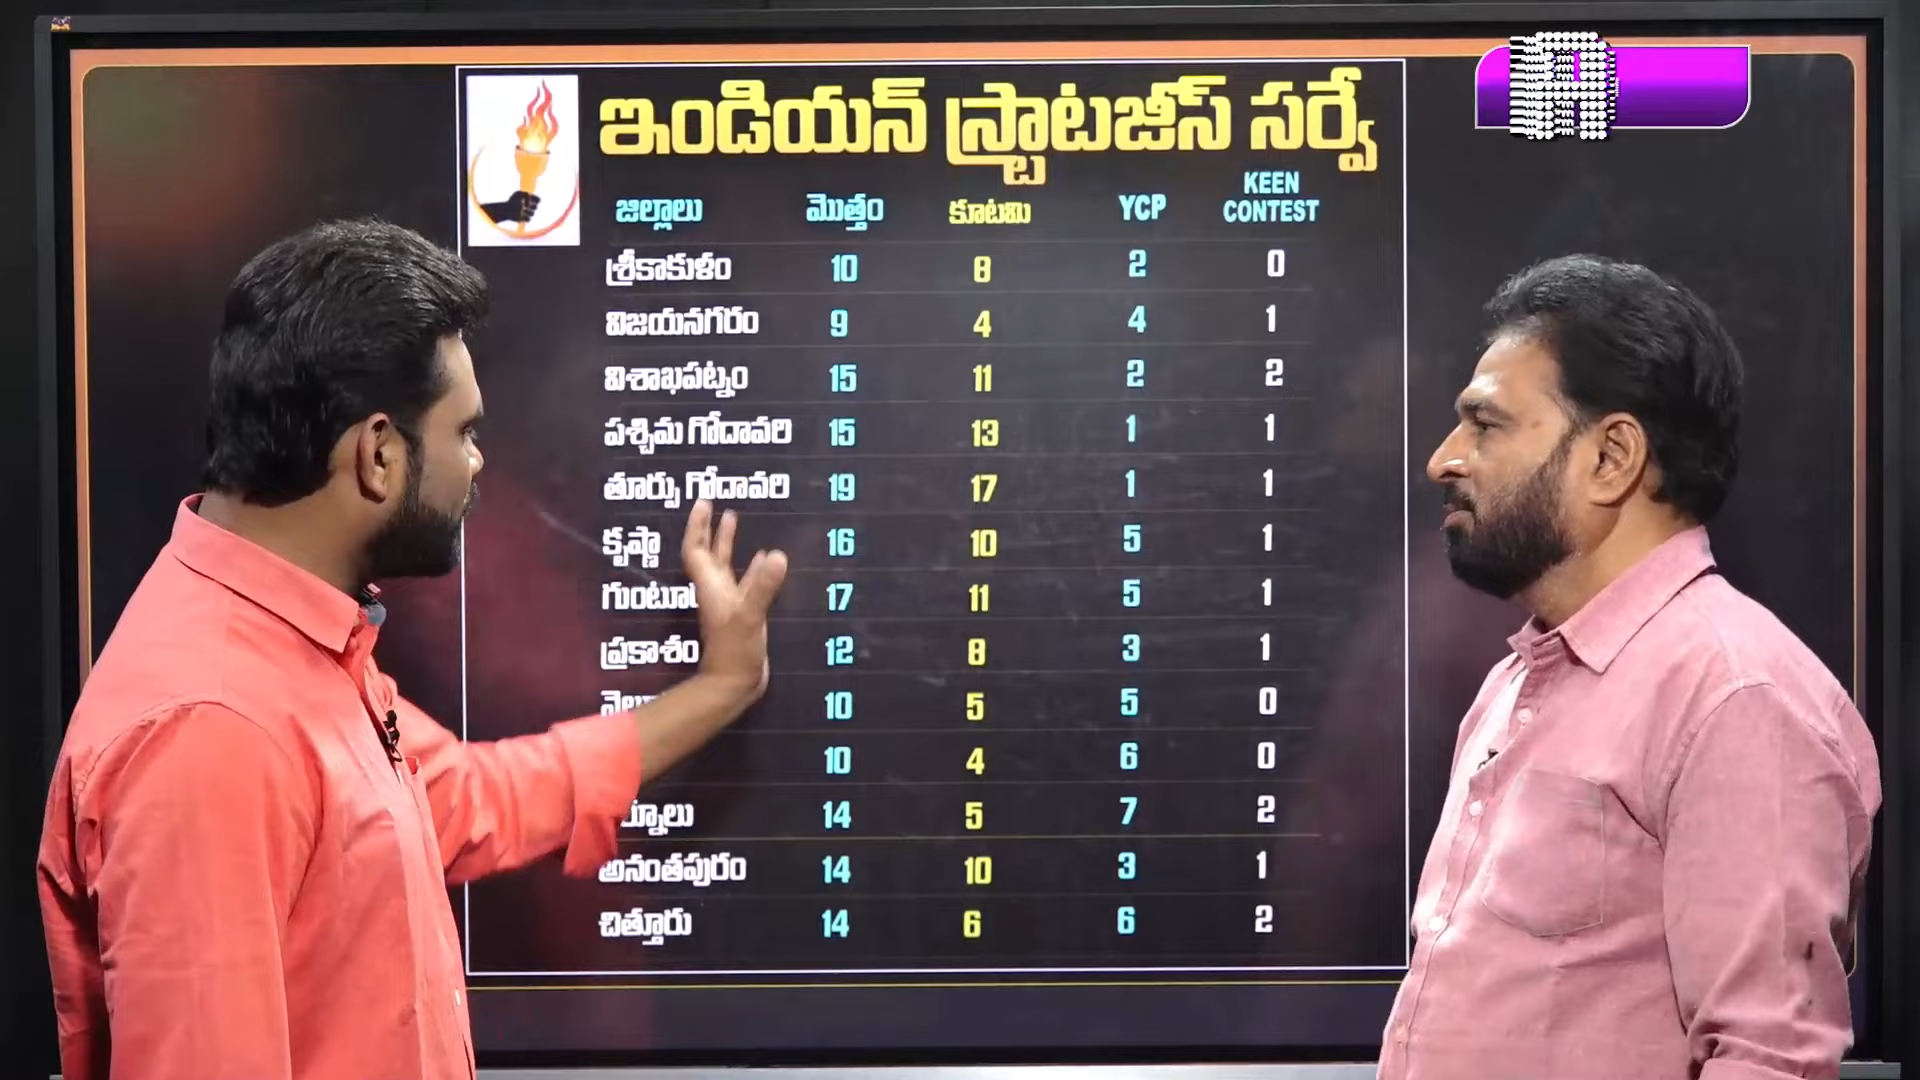 ఇండియన్ స్ట్రాటజీస్ సర్వే
జిల్లాలు మొత్తం కూటమి YCP KEEN CONTEST
శ్రీకాకుళం 10 8 2 0
విజయనగరం 9 4 4 1
విశాఖపట్నం 15 11 2 2
పశ్చిమ గోదావరి 15 13 1 1
తూర్పు గోదావరి 19 17 1 1
కృష్ణా 16 10 5 1
17 11 5 1
ప్రకాశం 12 8 3 1
10 5 5 0
10 4 6 0
14 5 7 2
అనంతపురం 14 10 3 1
చిత్తూరు 14 6 6 2